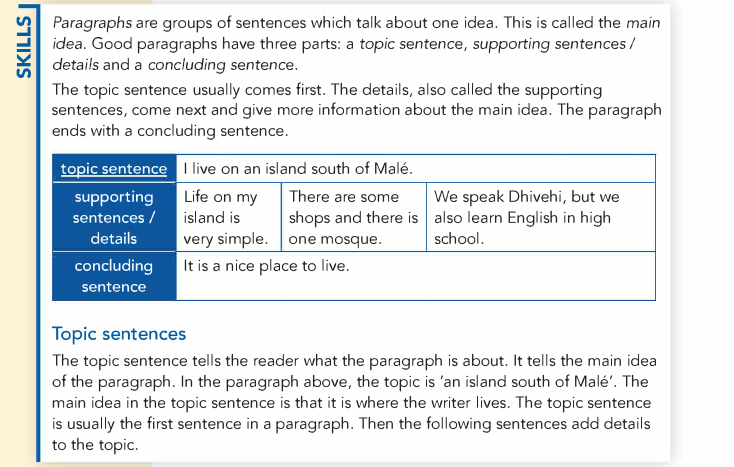 SKILLS
Paragraphs are groups of sentences which talk about one idea. This is called the main
idea. Good paragraphs have three parts: a topic sentence, supporting sentences /
details and a concluding sentence.
The topic sentence usually comes first. The details, also called the supporting
sentences, come next and give more information about the main idea. The paragraph
ends with a concluding sentence.
topic sentence I live on an island south of Malé.
supporting sentences / details
Life on my island is very simple.
There are some shops and there is one mosque.
We speak Dhivehi, but we also learn English in high school.
concluding sentence
It is a nice place to live.
Topic sentences
The topic sentence tells the reader what the paragraph is about. It tells the main idea
of the paragraph. In the paragraph above, the topic is ‘an island south of Malé’. The
main idea in the topic sentence is that it is where the writer lives. The topic sentence
is usually the first sentence in a paragraph. Then the following sentences add details
to the topic.